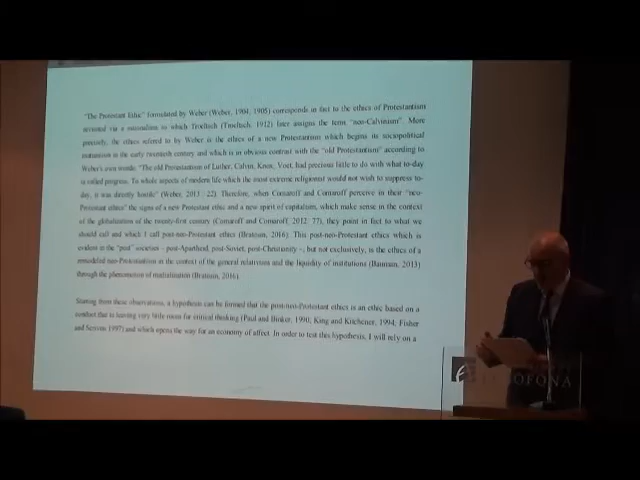 "The Protestant Ethic" formulated by Weber (Weber, 1904, 1905) corresponds in fact to the ethics of Protestantism
via a rationalism to which Troeltsch (Troeltsch, 1912) later assigns the term "neo-Calvinism". More
precisely, the ethics referred to by Weber is the ethics of a new Protestantism which begins its sociopolitical
in the early twentieth century and which is in obvious contrast with the "old Protestantism" according to
Weber's own words: "The old Protestantism of Luther, Calvin, Knox, Voet, had precious little to do with what to-day
is called progress. To whole aspects of modern life which the most extreme religionist would not wish to suppress to-
day, it was directly hostile" (Weber, 22). Therefore, when Comaroff and Comaroff perceive in their "neo-
Protestant ethics" the signs of a new Protestant ethic and a new spirit of capitalism, which make sense in the context
of the globalization of the twenty-first century (Comaroff and Comaroff, 2012: 77), they point in fact to what we
should call and which I call post-neo-Protestant ethics (2016). This post-neo-Protestant ethics which is
evident in the "post" societies – post-Apartheid, post-Soviet, post-Christianity –, but not exclusively, is the ethics of a
remodeled neo-Protestantism in the context of the general relativism and the liquidity of institutions (Bauman, 2013)
through the phenomenon of (2016).
Starting from these observations, a hypothesis can be formed that the post-neo-Protestant ethics is an ethic based on a
conduct that is leaving very little room for critical thinking (Paul and Binker, 1990; King and Kitchener, 1994; Fisher
and Scriven 1997) and which opens the way for an economy of affect. In order to test this hypothesis, I will rely on a